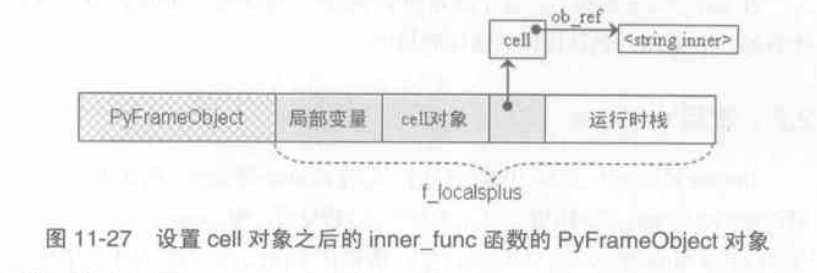 ob_ref
cell
<string inner>
PyFrameObject
局部变量
cell对象
运行时栈
f_localsplus
图 11-27 设置 cell 对象之后的 inner_func 函数的 PyFrameObject 对象